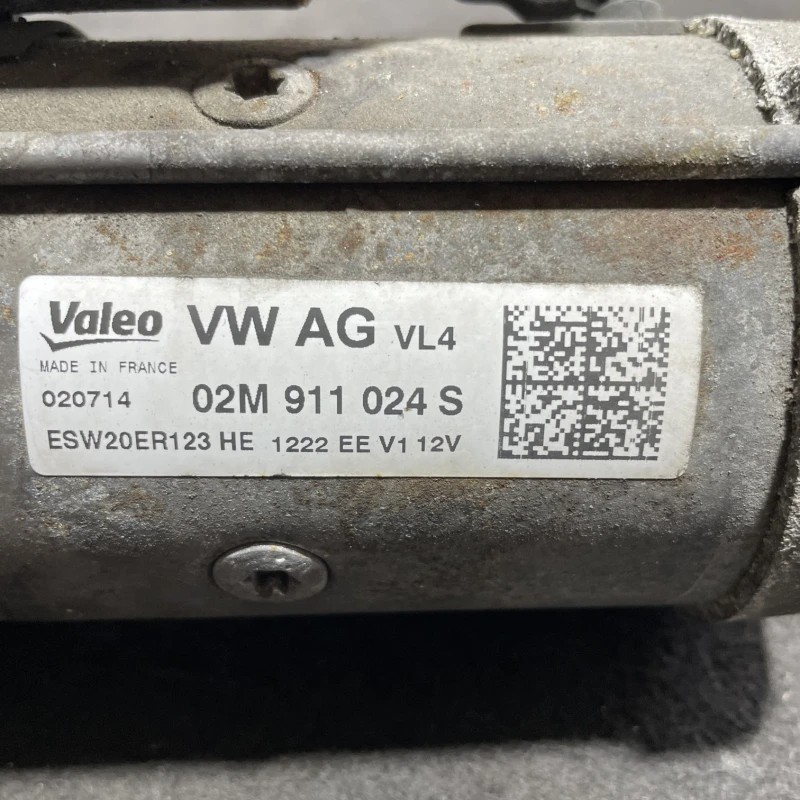 Valeo VW AG VL4
MADE IN FRANCE
020714 02M 911 024 S
ESW20ER123 HE 1222 EE V1 12V